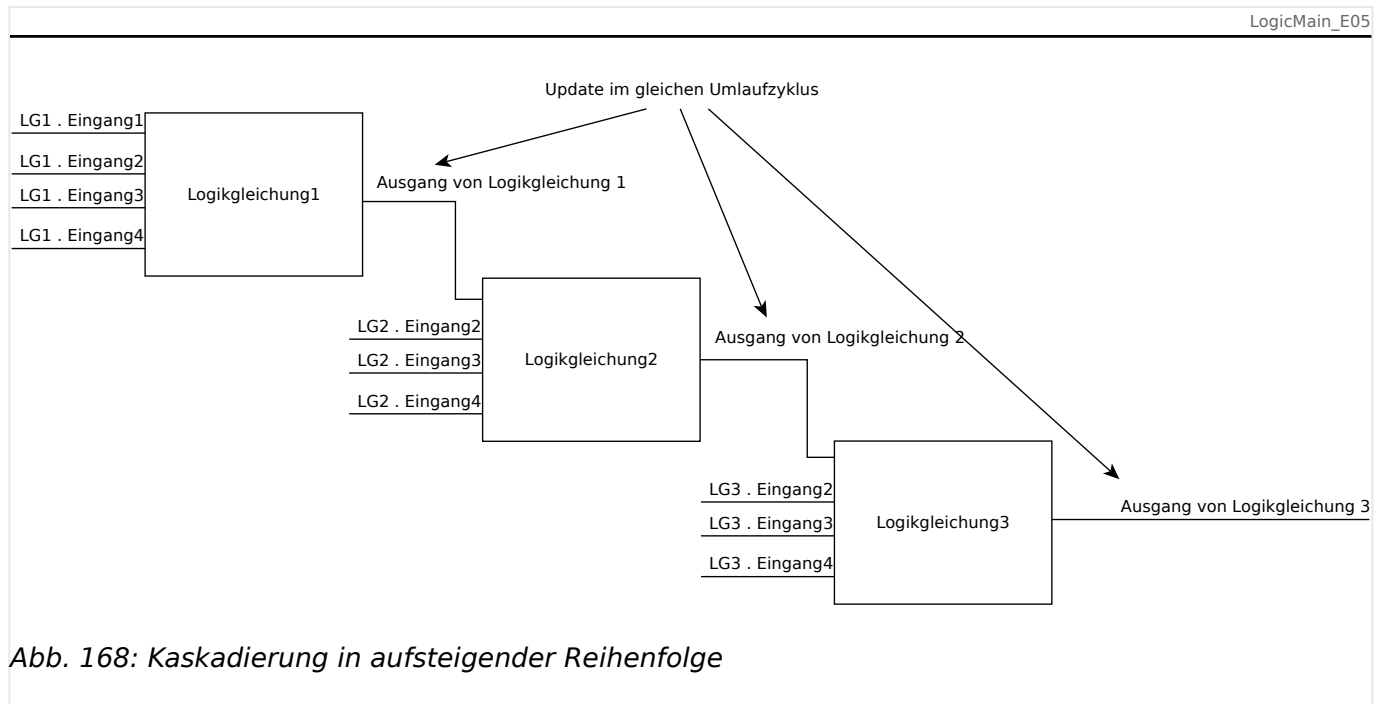 LogicMain_E05
Update im gleichen Umlaufzyklus
LG1 . Eingang1
LG1 . Eingang2
LG1 . Eingang3
LG1 . Eingang4
Logikgleichung1
Ausgang von Logikgleichung 1
LG2 . Eingang2
LG2 . Eingang3
LG2 . Eingang4
Logikgleichung2
Ausgang von Logikgleichung 2
LG3 . Eingang2
LG3 . Eingang3
LG3 . Eingang4
Logikgleichung3
Ausgang von Logikgleichung 3
Abb. 168: Kaskadierung in aufsteigender Reihenfolge